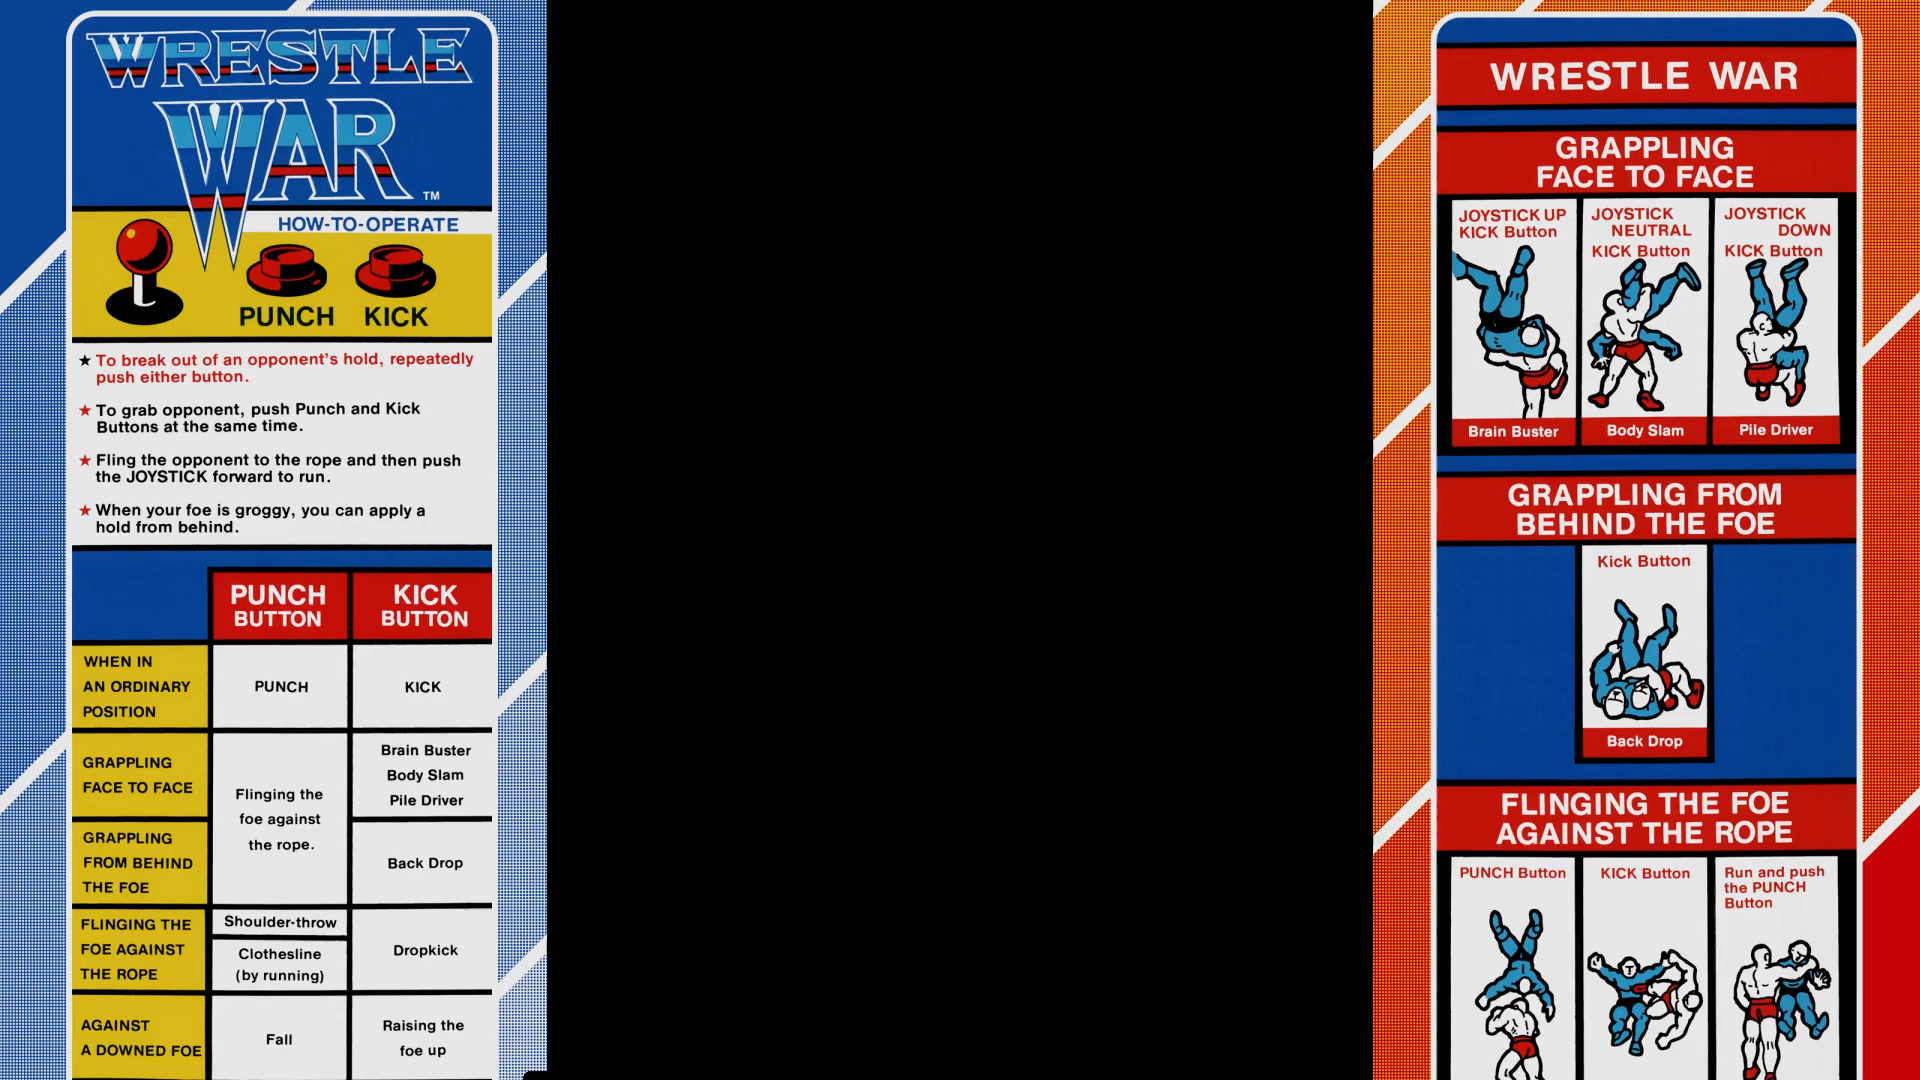 WRESTLE
WAR
TM
HOW-TO-OPERATE
PUNCH KICK
★ To break out of an opponent's hold, repeatedly
push either button.
★ To grab opponent, push Punch and Kick
Buttons at the same time.
★ Fling the opponent to the rope and then push
the JOYSTICK forward to run.
★ When your foe is groggy, you can apply a
hold from behind.
PUNCH
BUTTON
KICK
BUTTON
WHEN IN
AN ORDINARY
POSITION
PUNCH
KICK
GRAPPLING
FACE TO FACE
Flinging the
foe against
the rope.
Brain Buster
Body Slam
Pile Driver
GRAPPLING
FROM BEHIND
THE FOE
Back Drop
FLINGING THE
FOE AGAINST
THE ROPE
Shoulder-throw
Clothesline
(by running)
Dropkick
AGAINST
A DOWNED FOE
Fall
Raising the
foe up
WRESTLE WAR
GRAPPLING
FACE TO FACE
JOYSTICK UP
KICK Button
Brain Buster
JOYSTICK
NEUTRAL
KICK Button
Body Slam
JOYSTICK
DOWN
KICK Button
Pile Driver
GRAPPLING FROM
BEHIND THE FOE
Kick Button
Back Drop
FLINGING THE FOE
AGAINST THE ROPE
PUNCH Button
KICK Button
Run and push
the PUNCH
Button